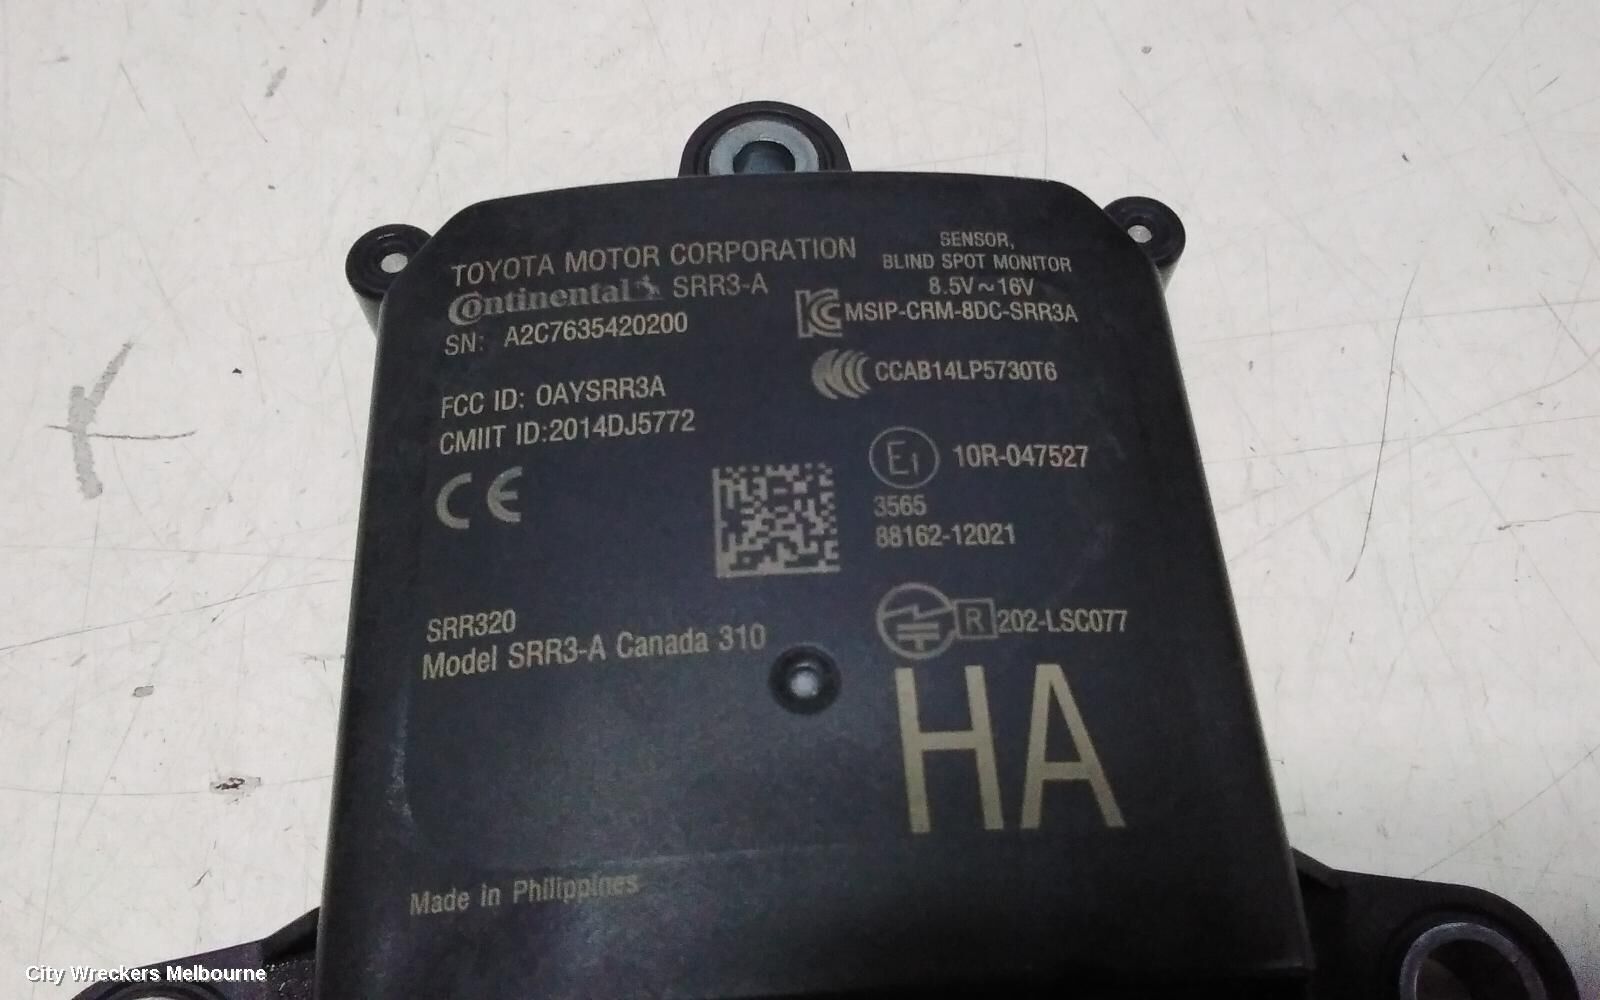 TOYOTA MOTOR CORPORATION
Continental SRR3-A
SN: A2C7635420200
FCC ID: OAYSRR3A
CMIIT ID:2014DJ5772
CE
SRR320
Model SRR3-A Canada 310
Made in Philippines
SENSOR,
BLIND SPOT MONITOR
8.5V~16V
KC MSIP-CRM-8DC-SRR3A
CCAB14LP5730T6
E1 10R-047527
3565
88162-12021
R 202-LSC077
HA
City Wreckers Melbourne